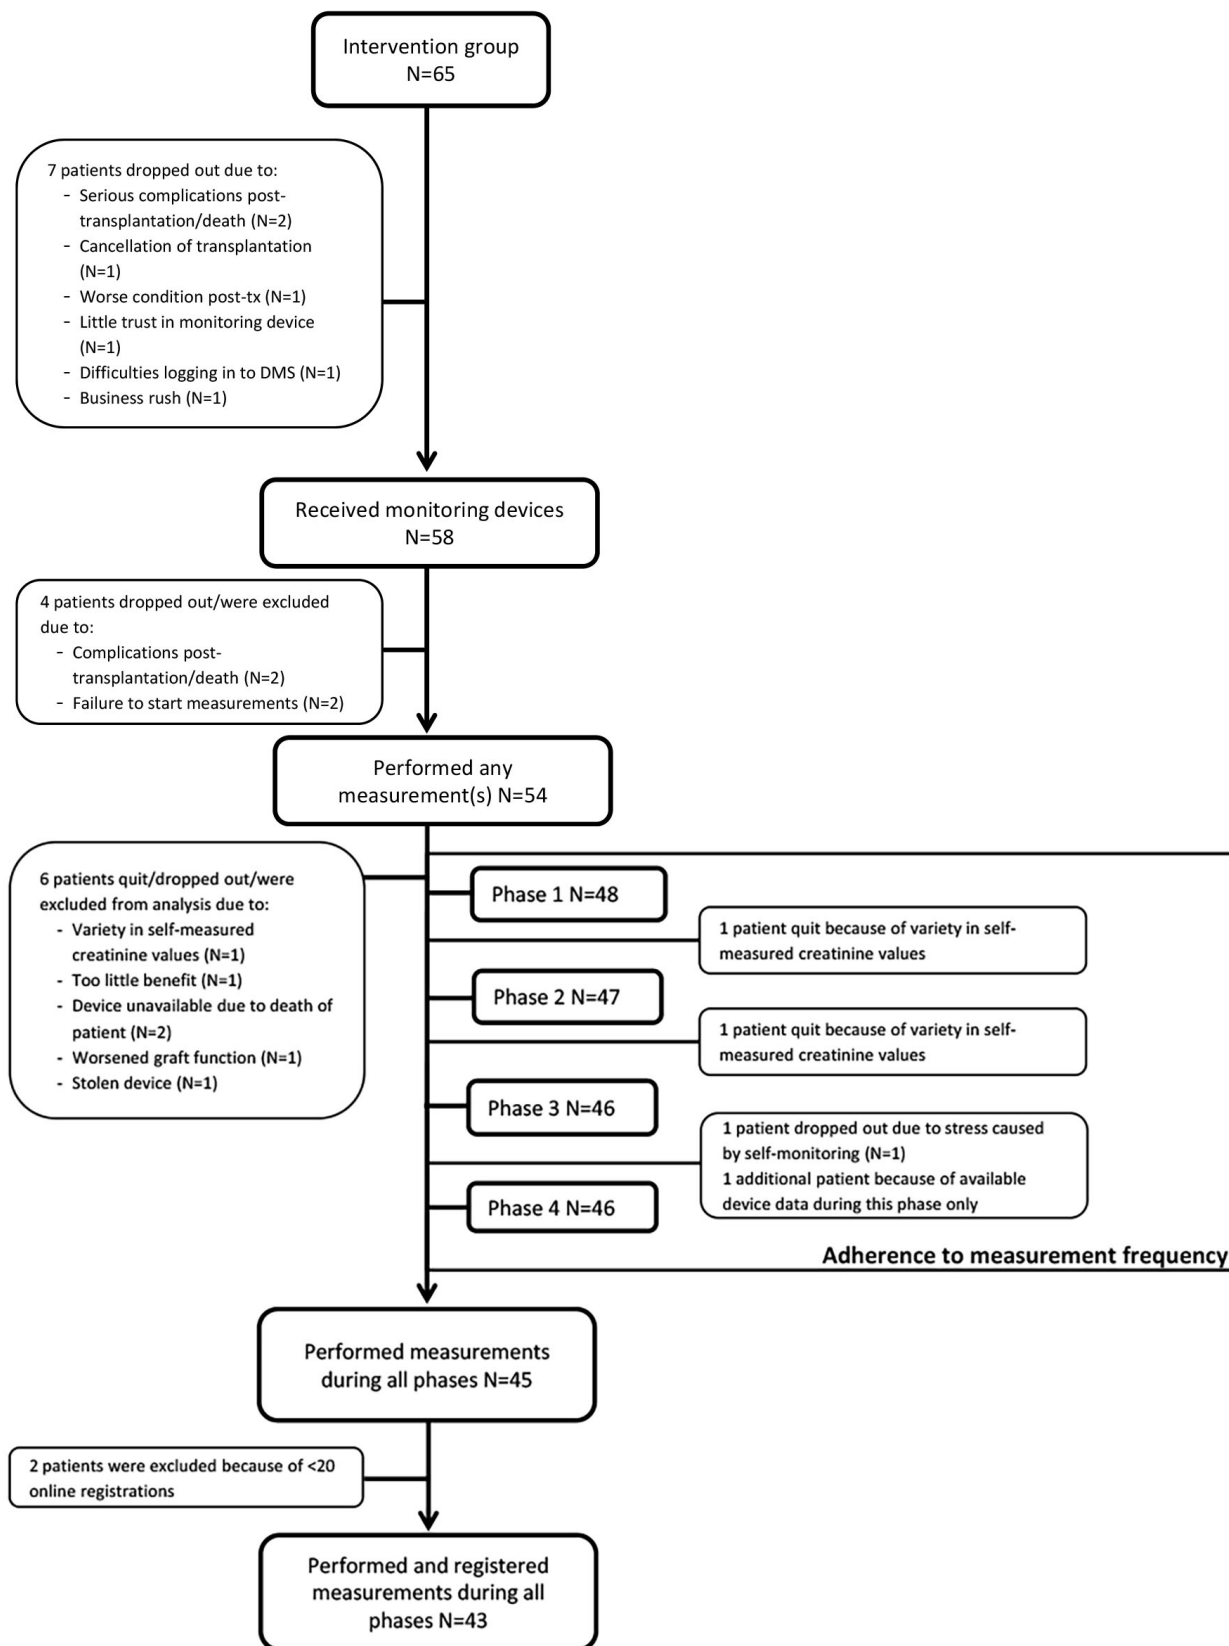 Intervention group
N=65
7 patients dropped out due to:
- Serious complications post-
transplantation/death (N=2)
- Cancellation of transplantation
(N=1)
- Worse condition post-tx (N=1)
- Little trust in monitoring device
(N=1)
- Difficulties logging in to DMS (N=1)
- Business rush (N=1)
Received monitoring devices
N=58
4 patients dropped out/were excluded
due to:
- Complications post-
transplantation/death (N=2)
- Failure to start measurements (N=2)
Performed any
measurement(s) N=54
6 patients quit/dropped out/were
excluded from analysis due to:
- Variety in self-measured
creatinine values (N=1)
- Too little benefit (N=1)
- Device unavailable due to death of
patient (N=2)
- Worsened graft function (N=1)
- Stolen device (N=1)
Phase 1 N=48
1 patient quit because of variety in self-
measured creatinine values
Phase 2 N=47
1 patient quit because of variety in self-
measured creatinine values
Phase 3 N=46
1 patient dropped out due to stress caused
by self-monitoring (N=1)
1 additional patient because of available
device data during this phase only
Phase 4 N=46
Adherence to measurement frequency
Performed measurements
during all phases N=45
2 patients were excluded because of <20
online registrations
Performed and registered
measurements during all
phases N=43